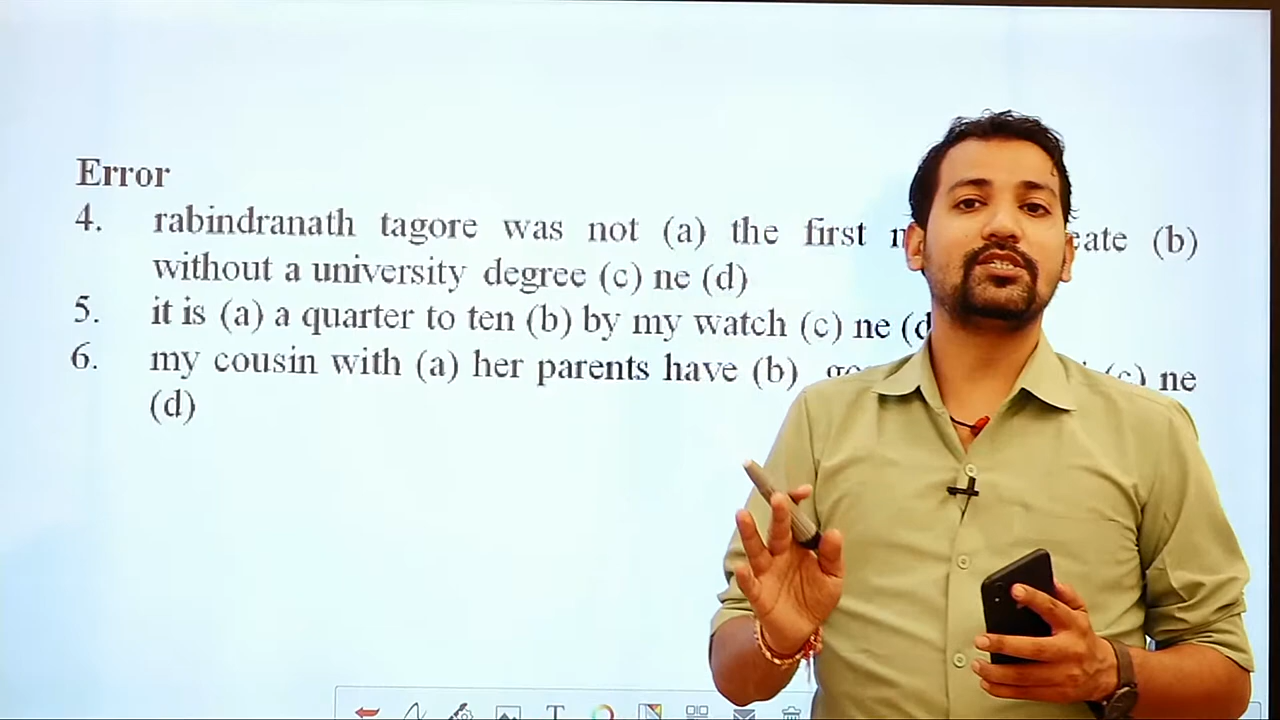 Error
4. rabindranath tagore was not (a) the first (b)
without a university degree (c) ne (d)
5. it is (a) a quarter to ten (b) by my watch (c) ne
6. my cousin with (a) her parents have (b) (c) ne
(d)